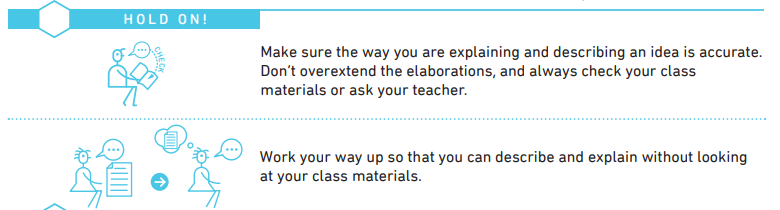 HOLD ON!
CHECK
Make sure the way you are explaining and describing an idea is accurate.
Don’t overextend the elaborations, and always check your class
materials or ask your teacher.
Work your way up so that you can describe and explain without looking
at your class materials.